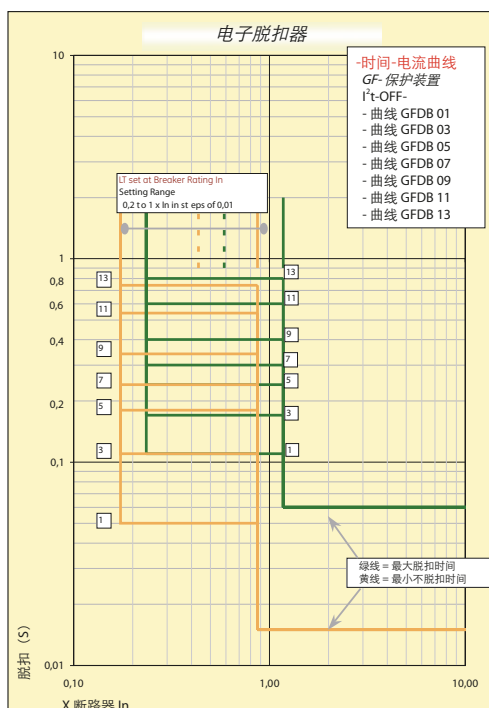 电子脱扣器
-时间-电流曲线
GF-保护装置
I²t-OFF-
- 曲线 GFDB 01
- 曲线 GFDB 03
- 曲线 GFDB 05
- 曲线 GFDB 07
- 曲线 GFDB 09
- 曲线 GFDB 11
- 曲线 GFDB 13
LT set at Breaker Rating In
Setting Range
0,2 to 1 x In in st eps of 0,01
10
1
0,8
0,6
0,4
0,2
0,1
0,01
13
11
9
7
5
3
1
13
11
9
7
5
3
1
绿线 = 最大脱扣时间
黄线 = 最小不脱扣时间
脱扣 (S)
0,10
1,00
10,00
X 断路器 In